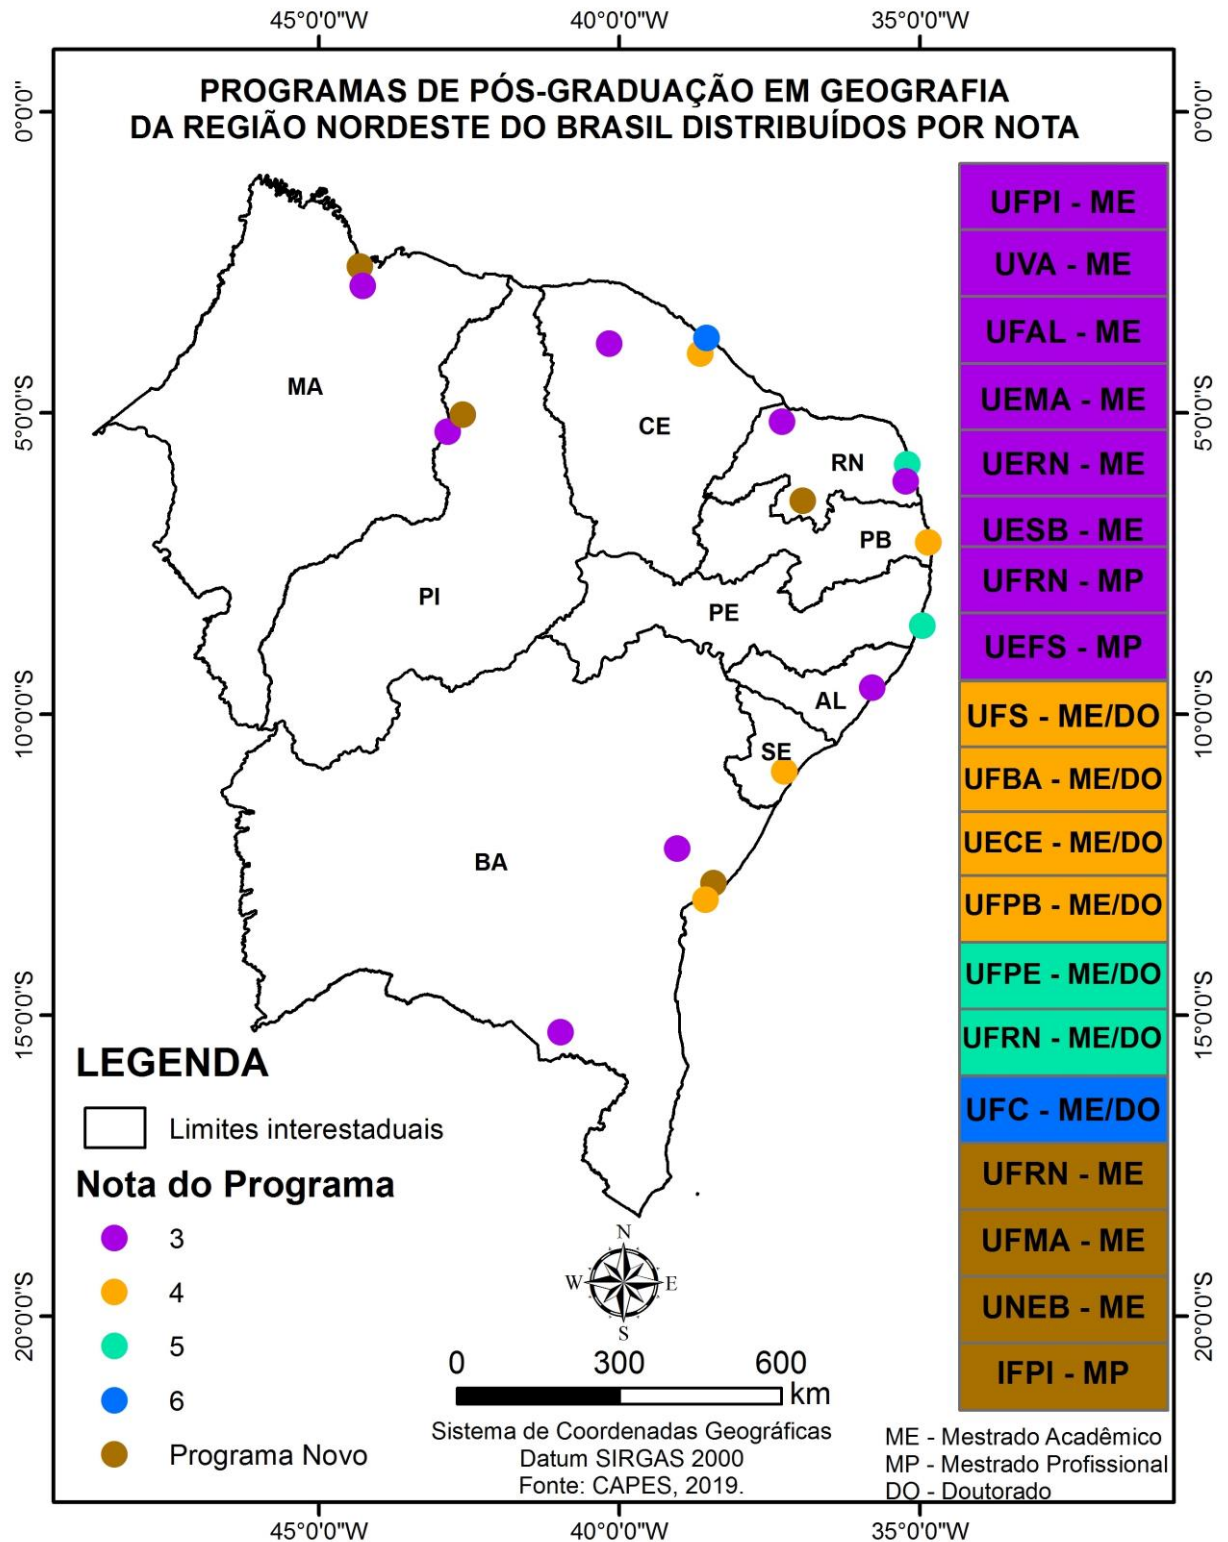 45°0'0"W 40°0'0"W 35°0'0"W
PROGRAMAS DE PÓS-GRADUAÇÃO EM GEOGRAFIA
DA REGIÃO NORDESTE DO BRASIL DISTRIBUÍDOS POR NOTA
0°0'0"
0°0'0"
5°0'0"S
5°0'0"S
10°0'0"S
10°0'0"S
15°0'0"S
15°0'0"S
20°0'0"S
20°0'0"S
MA
CE
RN
PB
PI
PE
AL
SE
BA
UFPI - ME
UVA - ME
UFAL - ME
UEMA - ME
UERN - ME
UESB - ME
UFRN - MP
UEFS - MP
UFS - ME/DO
UFBA - ME/DO
UECE - ME/DO
UFPB - ME/DO
UFPE - ME/DO
UFRN - ME/DO
UFC - ME/DO
UFRN - ME
UFMA - ME
UNEB - ME
IFPI - MP
LEGENDA
Limites interestaduais
Nota do Programa
3
4
5
6
Programa Novo
N
W E
S
0 300 600
km
Sistema de Coordenadas Geográficas
Datum SIRGAS 2000
Fonte: CAPES, 2019.
ME - Mestrado Acadêmico
MP - Mestrado Profissional
DO - Doutorado
45°0'0"W 40°0'0"W 35°0'0"W